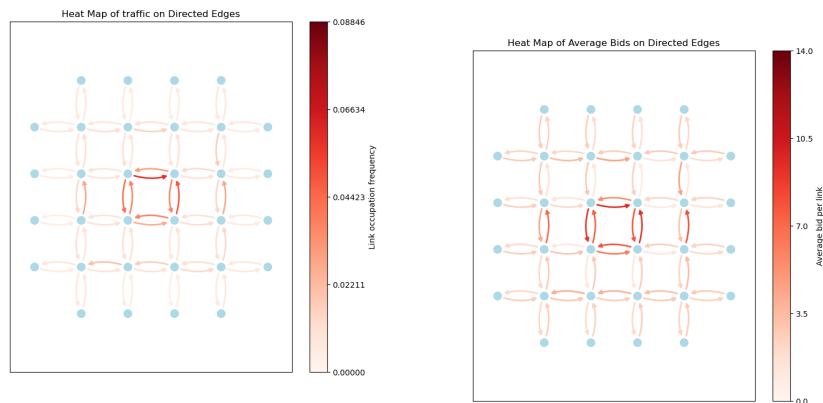 Heat Map of traffic on Directed Edges
0.08846
0.06634
0.04423
0.02211
0.00000
Link occupation frequency
Heat Map of Average Bids on Directed Edges
14.0
10.5
7.0
3.5
0.0
Average bid per link